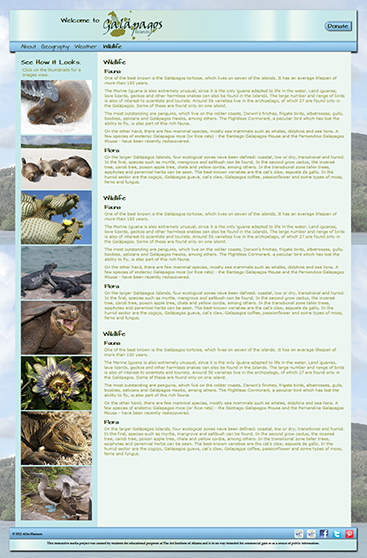 Welcome to Galápagos
Donate
About Geography Weather Wildlife
See How It Looks.
Click on the thumbnails for a
images view.
Wildlife
Fauna
One of the best known is the Galápagos tortoise, which lives on seven of the islands. It has an average lifespan of
more than 150 years.
The Marine Iguana is also extremely unusual, since it is the only iguana adapted to life in the water. Land iguanas,
lava lizards, geckos and other harmless snakes can also be found in the islands. The large number and range of birds
is also of interest to scientists and tourists. Around 56 varieties live in the archipelago, of which 27 are found only in
the Galápagos. Some of these are found only on one island.
The most outstanding are penguins, which live on the colder coasts, Darwin's finches, frigate birds, albatrosses, gulls,
boobies, pelicans and Galápagos Hawks, among others. The Flightless Cormorant, a peculiar bird which has lost the
ability to fly, is also part of this rich fauna.
On the other hand, there are few mammal species, mostly sea mammals such as whales, dolphins and sea lions. A
few species of endemic Galápagos mice (or Rice rats) - the Santiago Galapagos Mouse and the Fernandina Galapagos
Mouse - have been recently rediscovered.
Flora
On the larger Galápagos Islands, four ecological zones have been defined: coastal, low or dry, transitional and humid.
In the first, species such as myrtle, mangrove and saltbush can be found. In the second grow cactus, the incense
tree, carob tree, poison apple tree, chala and yellow cordia, among others. In the transitional zone taller trees,
epiphytes and perennial herbs can be seen. The best known varieties are the cat's claw, espuela de gallo. In the
humid sector are the cogojo, Galápagos guava, cat's claw, Galápagos coffee, passionflower and some types of moss,
ferns and fungus.
Wildlife
Fauna
One of the best known is the Galápagos tortoise, which lives on seven of the islands. It has an average lifespan of
more than 150 years.
The Marine Iguana is also extremely unusual, since it is the only iguana adapted to life in the water. Land iguanas,
lava lizards, geckos and other harmless snakes can also be found in the islands. The large number and range of birds
is also of interest to scientists and tourists. Around 56 varieties live in the archipelago, of which 27 are found only in
the Galápagos. Some of these are found only on one island.
The most outstanding are penguins, which live on the colder coasts, Darwin's finches, frigate birds, albatrosses, gulls,
boobies, pelicans and Galápagos Hawks, among others. The Flightless Cormorant, a peculiar bird which has lost the
ability to fly, is also part of this rich fauna.
On the other hand, there are few mammal species, mostly sea mammals such as whales, dolphins and sea lions. A
few species of endemic Galápagos mice (or Rice rats) - the Santiago Galapagos Mouse and the Fernandina Galapagos
Mouse - have been recently rediscovered.
Flora
On the larger Galápagos Islands, four ecological zones have been defined: coastal, low or dry, transitional and humid.
In the first, species such as myrtle, mangrove and saltbush can be found. In the second grow cactus, the incense
tree, carob tree, poison apple tree, chala and yellow cordia, among others. In the transitional zone taller trees,
epiphytes and perennial herbs can be seen. The best known varieties are the cat's claw, espuela de gallo. In the
humid sector are the cogojo, Galápagos guava, cat's claw, Galápagos coffee, passionflower and some types of moss,
ferns and fungus.
Wildlife
Fauna
One of the best known is the Galápagos tortoise, which lives on seven of the islands. It has an average lifespan of
more than 150 years.
The Marine Iguana is also extremely unusual, since it is the only iguana adapted to life in the water. Land iguanas,
lava lizards, geckos and other harmless snakes can also be found in the islands. The large number and range of birds
is also of interest to scientists and tourists. Around 56 varieties live in the archipelago, of which 27 are found only in
the Galápagos. Some of these are found only on one island.
The most outstanding are penguins, which live on the colder coasts, Darwin's finches, frigate birds, albatrosses, gulls,
boobies, pelicans and Galápagos Hawks, among others. The Flightless Cormorant, a peculiar bird which has lost the
ability to fly, is also part of this rich fauna.
On the other hand, there are few mammal species, mostly sea mammals such as whales, dolphins and sea lions. A
few species of endemic Galápagos mice (or Rice rats) - the Santiago Galapagos Mouse and the Fernandina Galapagos
Mouse - have been recently rediscovered.
Flora
On the larger Galápagos Islands, four ecological zones have been defined: coastal, low or dry, transitional and humid.
In the first, species such as myrtle, mangrove and saltbush can be found. In the second grow cactus, the incense
tree, carob tree, poison apple tree, chala and yellow cordia, among others. In the transitional zone taller trees,
epiphytes and perennial herbs can be seen. The best known varieties are the cat's claw, espuela de gallo. In the
humid sector are the cogojo, Galápagos guava, cat's claw, Galápagos coffee, passionflower and some types of moss,
ferns and fungus.
This interactive media project was created by students for educational purposes at The Art Institute of Atlanta and is in no way intended for commercial gain or as a source of public information.